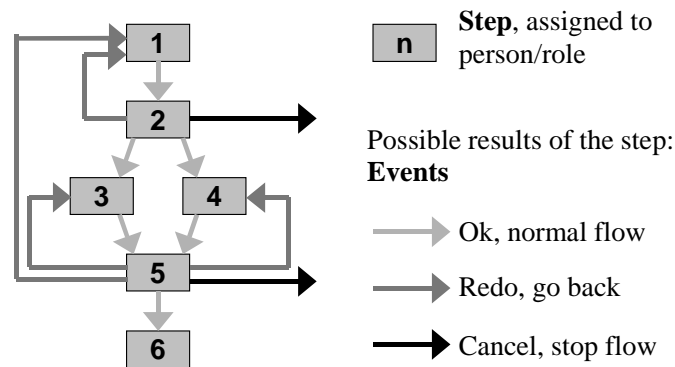 1
2
3
4
5
6
n
Step, assigned to
person/role
Possible results of the step:
Events
Ok, normal flow
Redo, go back
Cancel, stop flow